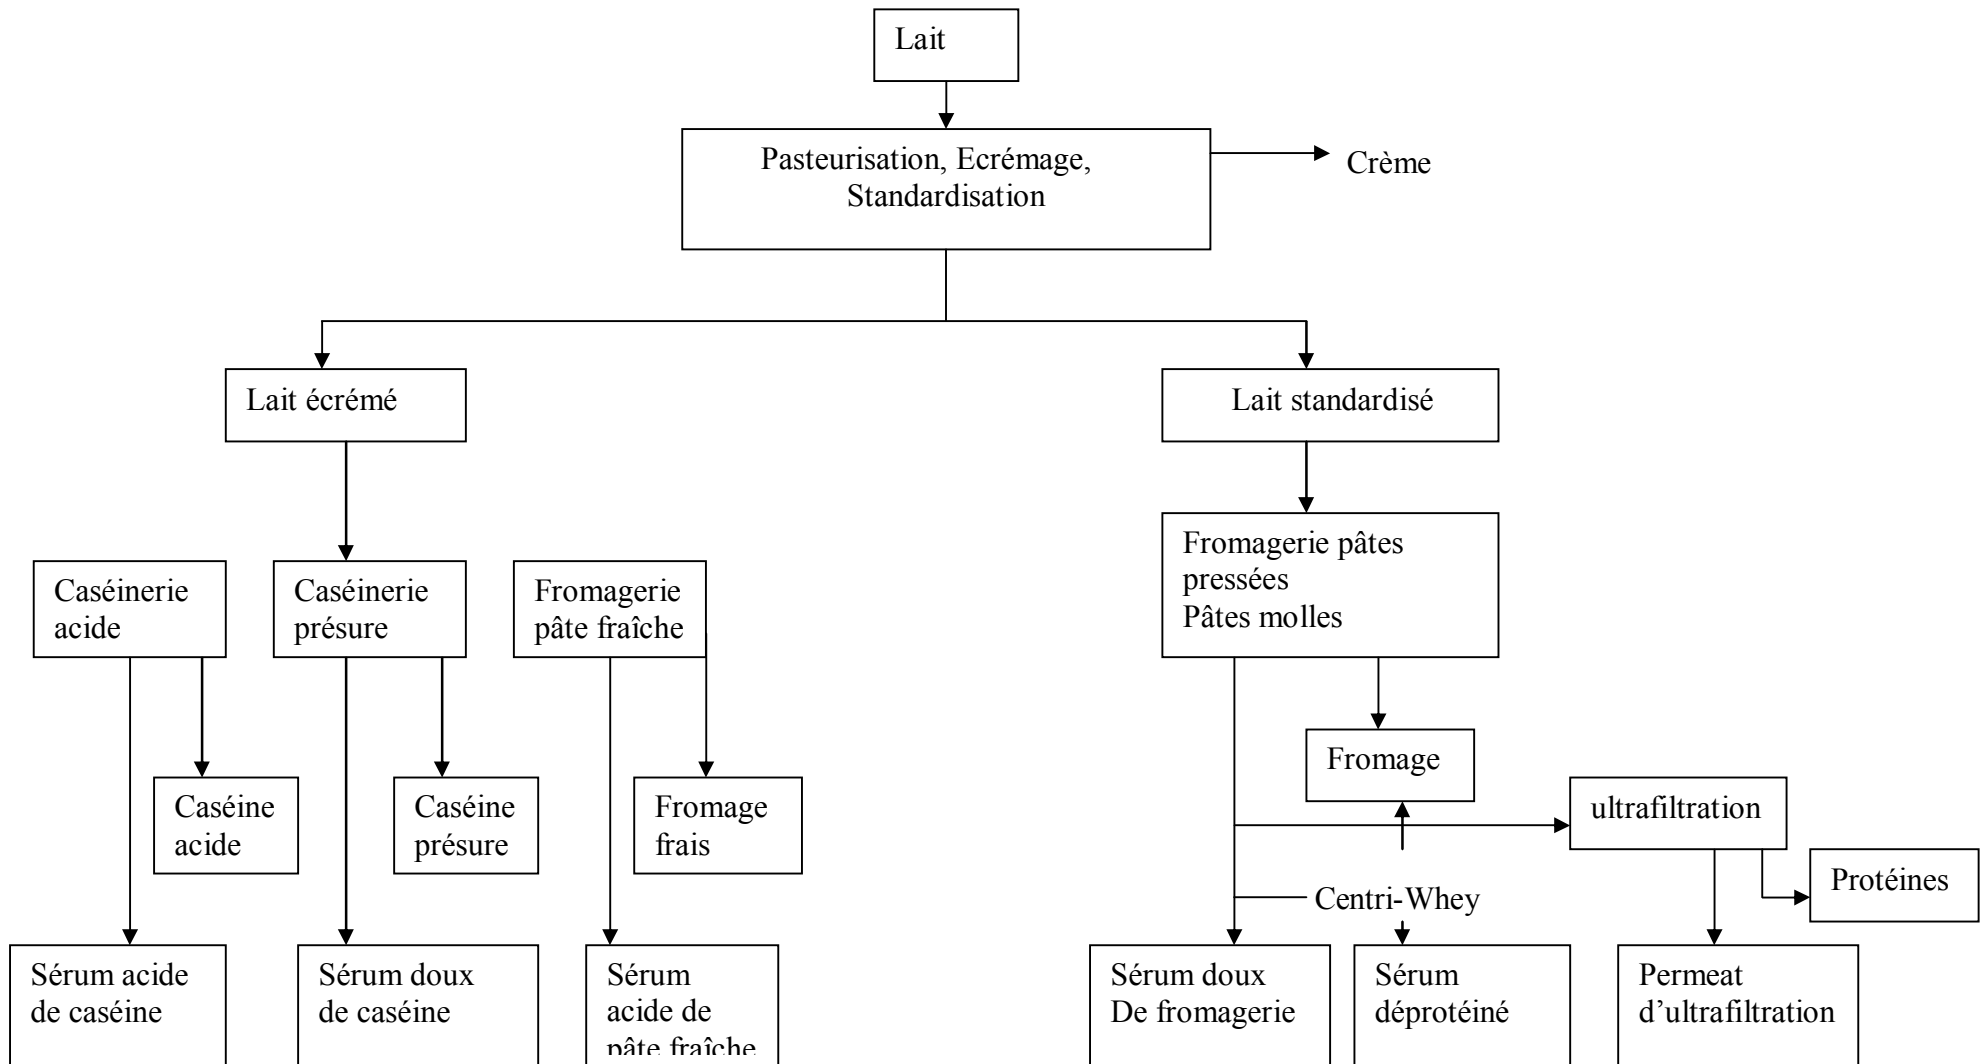 Lait
Pasteurisation, Ecrémage,
Standardisation
Crème
Lait écrémé
Lait standardisé
Caséinerie
acide
Caséinerie
présure
Fromagerie
pâte fraîche
Fromagerie pâtes
pressées
Pâtes molles
Caséine
acide
Caséine
présure
Fromage
frais
Fromage
ultrafiltration
Protéines
Centri-Whey
Sérum acide
de caséine
Sérum doux
de caséine
Sérum
acide de
pâte fraîche
Sérum doux
De fromagerie
Sérum
déprotéiné
Permeat
d’ultrafiltration